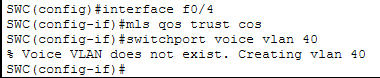 SWC(config)#interface f0/4
SWC(config-if)#mls qos trust cos
SWC(config-if)#switchport voice vlan 40
% Voice VLAN does not exist. Creating vlan 40
SWC(config-if)#